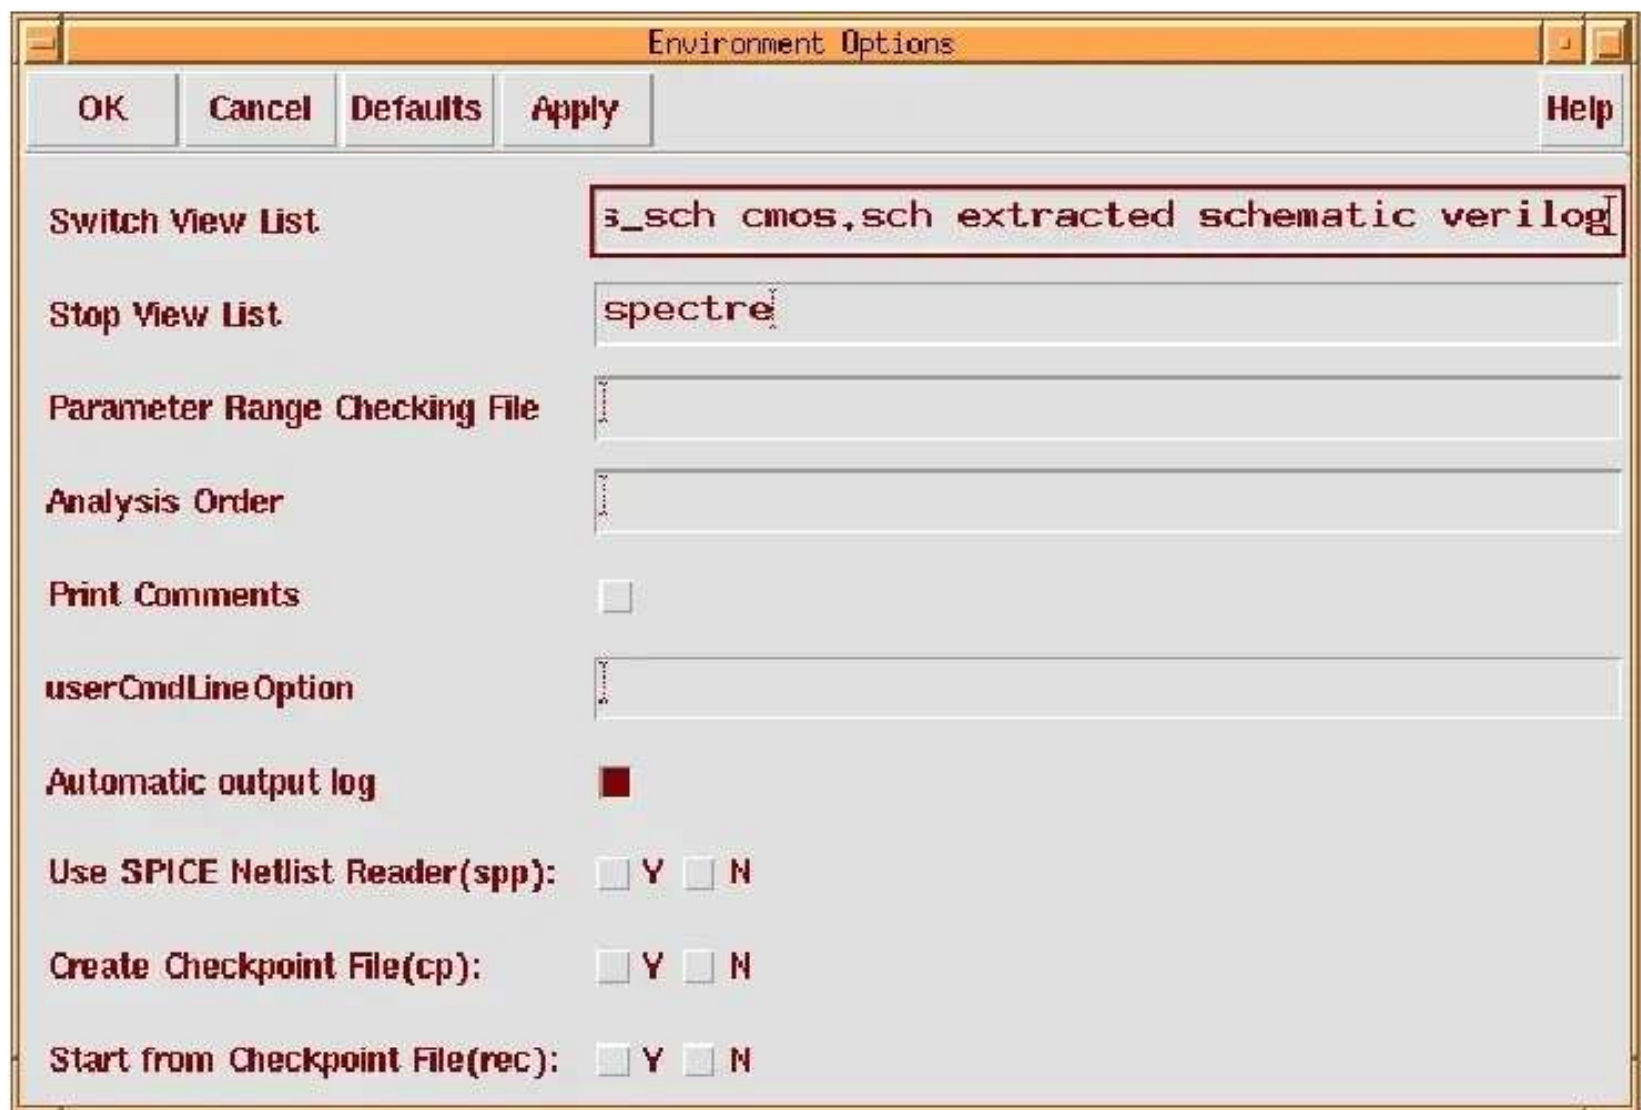 Environment Options
OK Cancel Defaults Apply Help
Switch View List s_sch cmos.sch extracted schematic verilog
Stop View List spectre
Parameter Range Checking File
Analysis Order
Print Comments
userCmdLineOption
Automatic output log
Use SPICE Netlist Reader(spp): Y N
Create Checkpoint File(cp): Y N
Start from Checkpoint File(rec): Y N